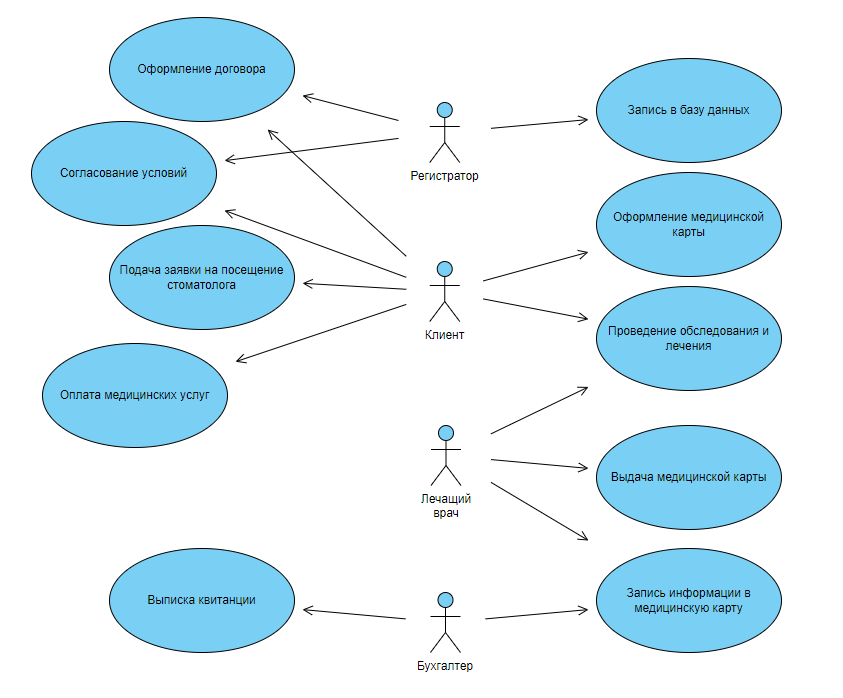 Оформление договора
Согласование условий
Подача заявки на посещение
стоматолога
Оплата медицинских услуг
Выписка квитанции
Регистратор
Клиент
Лечащий
врач
Бухгалтер
Запись в базу данных
Оформление медицинской
карты
Проведение обследования и
лечения
Выдача медицинской карты
Запись информации в
медицинскую карту